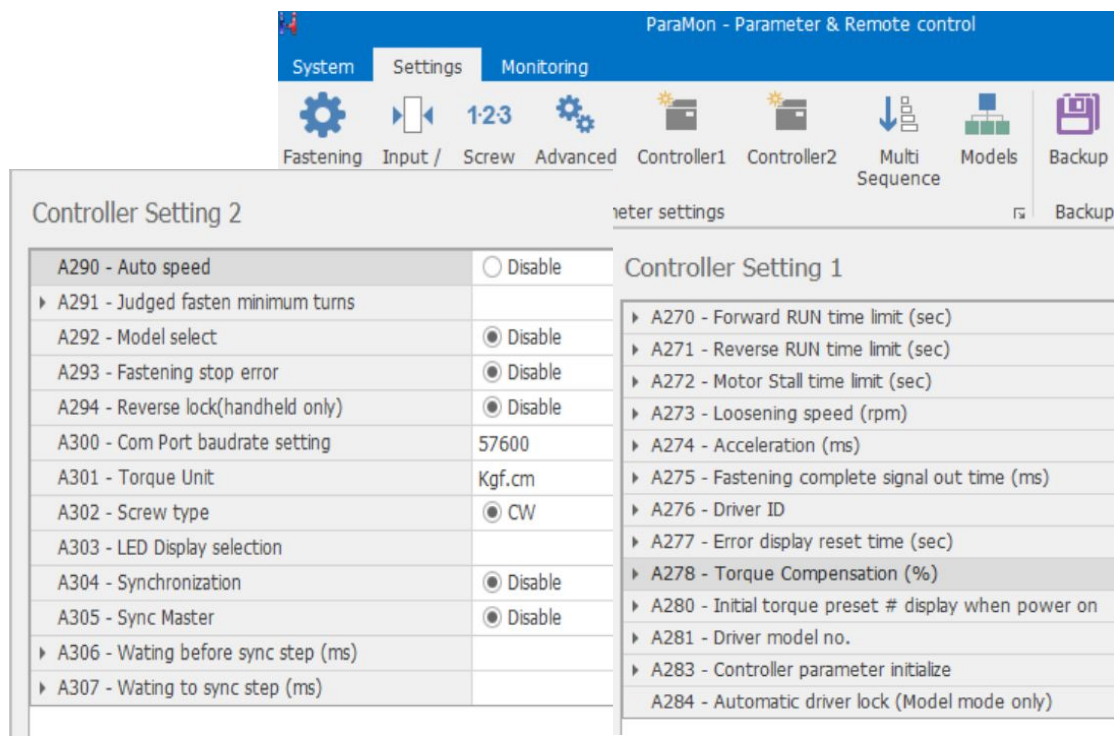 ParaMon - Parameter & Remote control
System Settings Monitoring
Fastening Input / Screw Advanced Controller1 Controller2 Multi Sequence Models Backup
neter settings Backup
Controller Setting 2
A290 - Auto speed Disable
A291 - Judged fasten minimum turns
A292 - Model select Disable
A293 - Fastening stop error Disable
A294 - Reverse lock(handheld only) Disable
A300 - Com Port baudrate setting 57600
A301 - Torque Unit Kgf.cm
A302 - Screw type CW
A303 - LED Display selection
A304 - Synchronization Disable
A305 - Sync Master Disable
A306 - Wating before sync step (ms)
A307 - Wating to sync step (ms)
Controller Setting 1
A270 - Forward RUN time limit (sec)
A271 - Reverse RUN time limit (sec)
A272 - Motor Stall time limit (sec)
A273 - Loosening speed (rpm)
A274 - Acceleration (ms)
A275 - Fastening complete signal out time (ms)
A276 - Driver ID
A277 - Error display reset time (sec)
A278 - Torque Compensation (%)
A280 - Initial torque preset # display when power on
A281 - Driver model no.
A283 - Controller parameter initialize
A284 - Automatic driver lock (Model mode only)